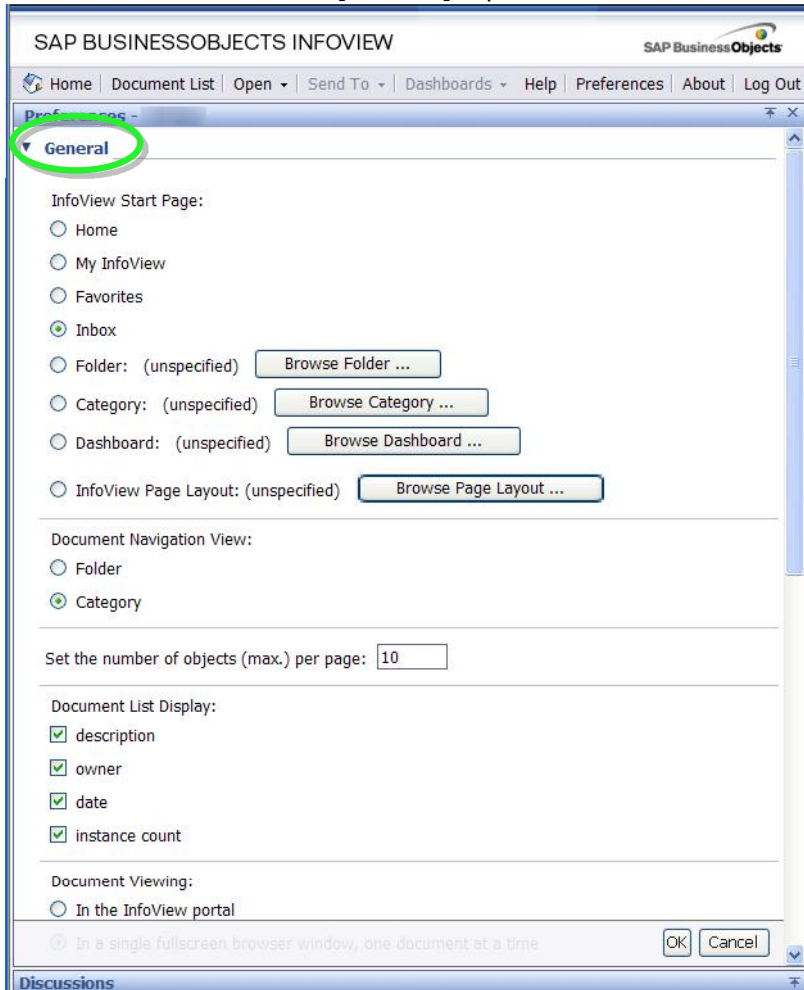 SAP BUSINESSOBJECTS INFOVIEW SAP BusinessObjects
Home | Document List | Open | Send To | Dashboards Help | Preferences | About | Log Out
Preferences -
General
InfoView Start Page:
Home
My InfoView
Favorites
Inbox
Folder: (unspecified) Browse Folder ...
Category: (unspecified) Browse Category ...
Dashboard: (unspecified) Browse Dashboard ...
InfoView Page Layout: (unspecified) Browse Page Layout ...
Document Navigation View:
Folder
Category
Set the number of objects (max.) per page: 10
Document List Display:
description
owner
date
instance count
Document Viewing:
In the InfoView portal
In a single fullscreen browser window, one document at a time OK Cancel
Discussions